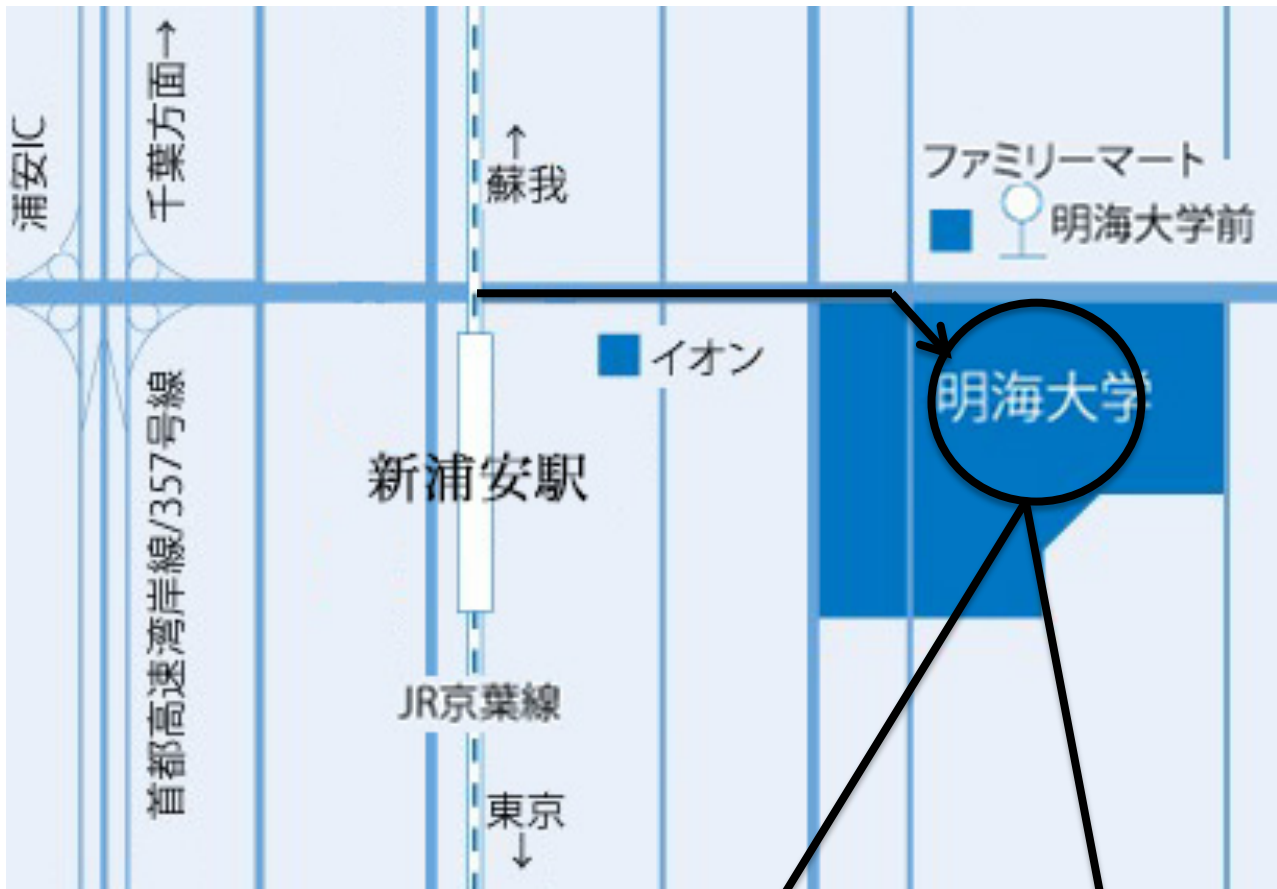 浦安IC
千葉方面→
↑
蘇我
ファミリーマート
明海大学前
イオン
明海大学
首都高速湾岸線/357号線
新浦安駅
JR京葉線
東京
↓